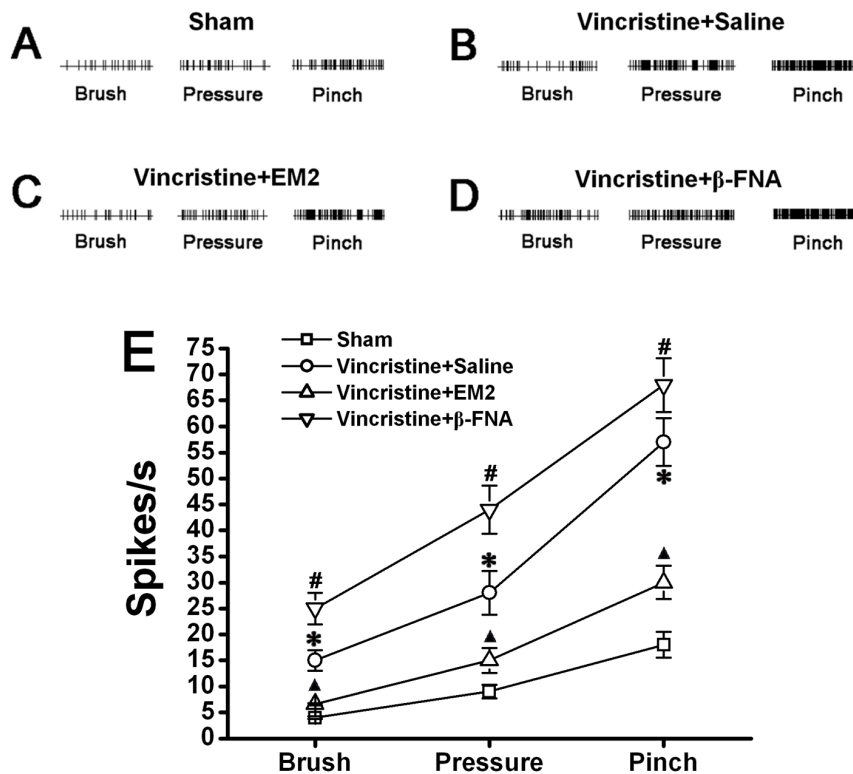 A
Sham
Brush
Pressure
Pinch
B
Vincristine+Saline
Brush
Pressure
Pinch
C
Vincristine+EM2
Brush
Pressure
Pinch
D
Vincristine+β-FNA
Brush
Pressure
Pinch
E
Sham
Vincristine+Saline
Vincristine+EM2
Vincristine+β-FNA
Spikes/s
75
70
65
60
55
50
45
40
35
30
25
20
15
10
5
0
#
#
#
*
*
*
▲
▲
▲
Brush
Pressure
Pinch